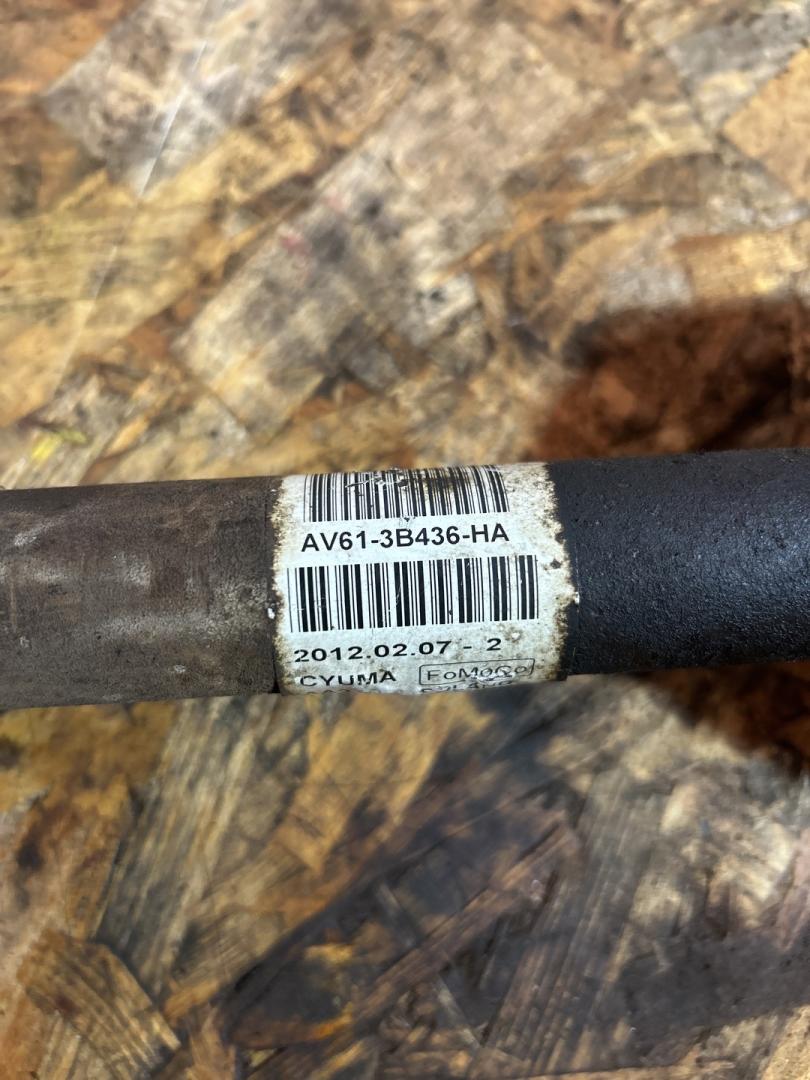 AV61-3B436-HA
2012.02.07 - 2
CYUMA FoMoCo